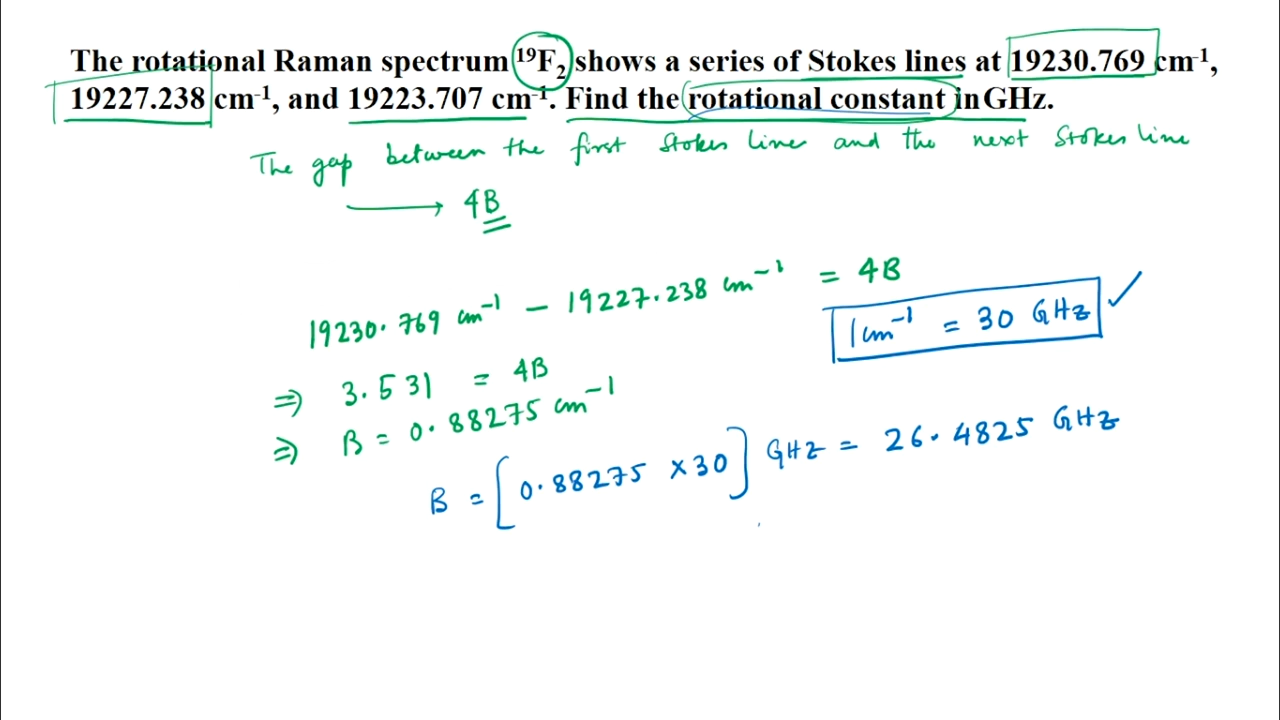 The rotational Raman spectrum ¹⁹F₂ shows a series of Stokes lines at 19230.769 cm⁻¹,
19227.238 cm⁻¹, and 19223.707 cm⁻¹. Find the rotational constant in GHz.
The gap between the first Stokes line and the next Stokes line
⟶ 4B
19230.769 cm⁻¹ − 19227.238 cm⁻¹ = 4B
1 cm⁻¹ = 30 GHz ✓
⇒ 3.531 = 4B
⇒ B = 0.88275 cm⁻¹
B = [0.88275 × 30] GHz = 26.4825 GHz